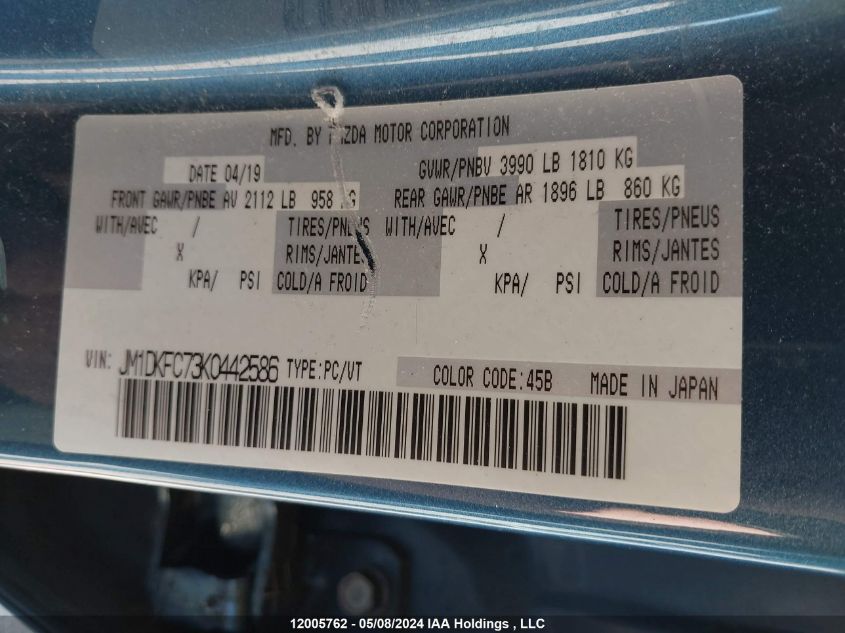 MFD. BY MAZDA MOTOR CORPORATION
DATE 04/19 GVWR/PNBV 3990 LB 1810 KG
FRONT GAWR/PNBE AV 2112 LB 958 KG REAR GAWR/PNBE AR 1896 LB 860 KG
WITH/AVEC / TIRES/PNEUS WITH/AVEC / TIRES/PNEUS
X RIMS/JANTES X RIMS/JANTES
KPA/ PSI COLD/A FROID KPA/ PSI COLD/A FROID
VIN: JM1DKFC73K0442586 TYPE:PC/VT COLOR CODE:45B MADE IN JAPAN
12005762 - 05/08/2024 IAA Holdings , LLC